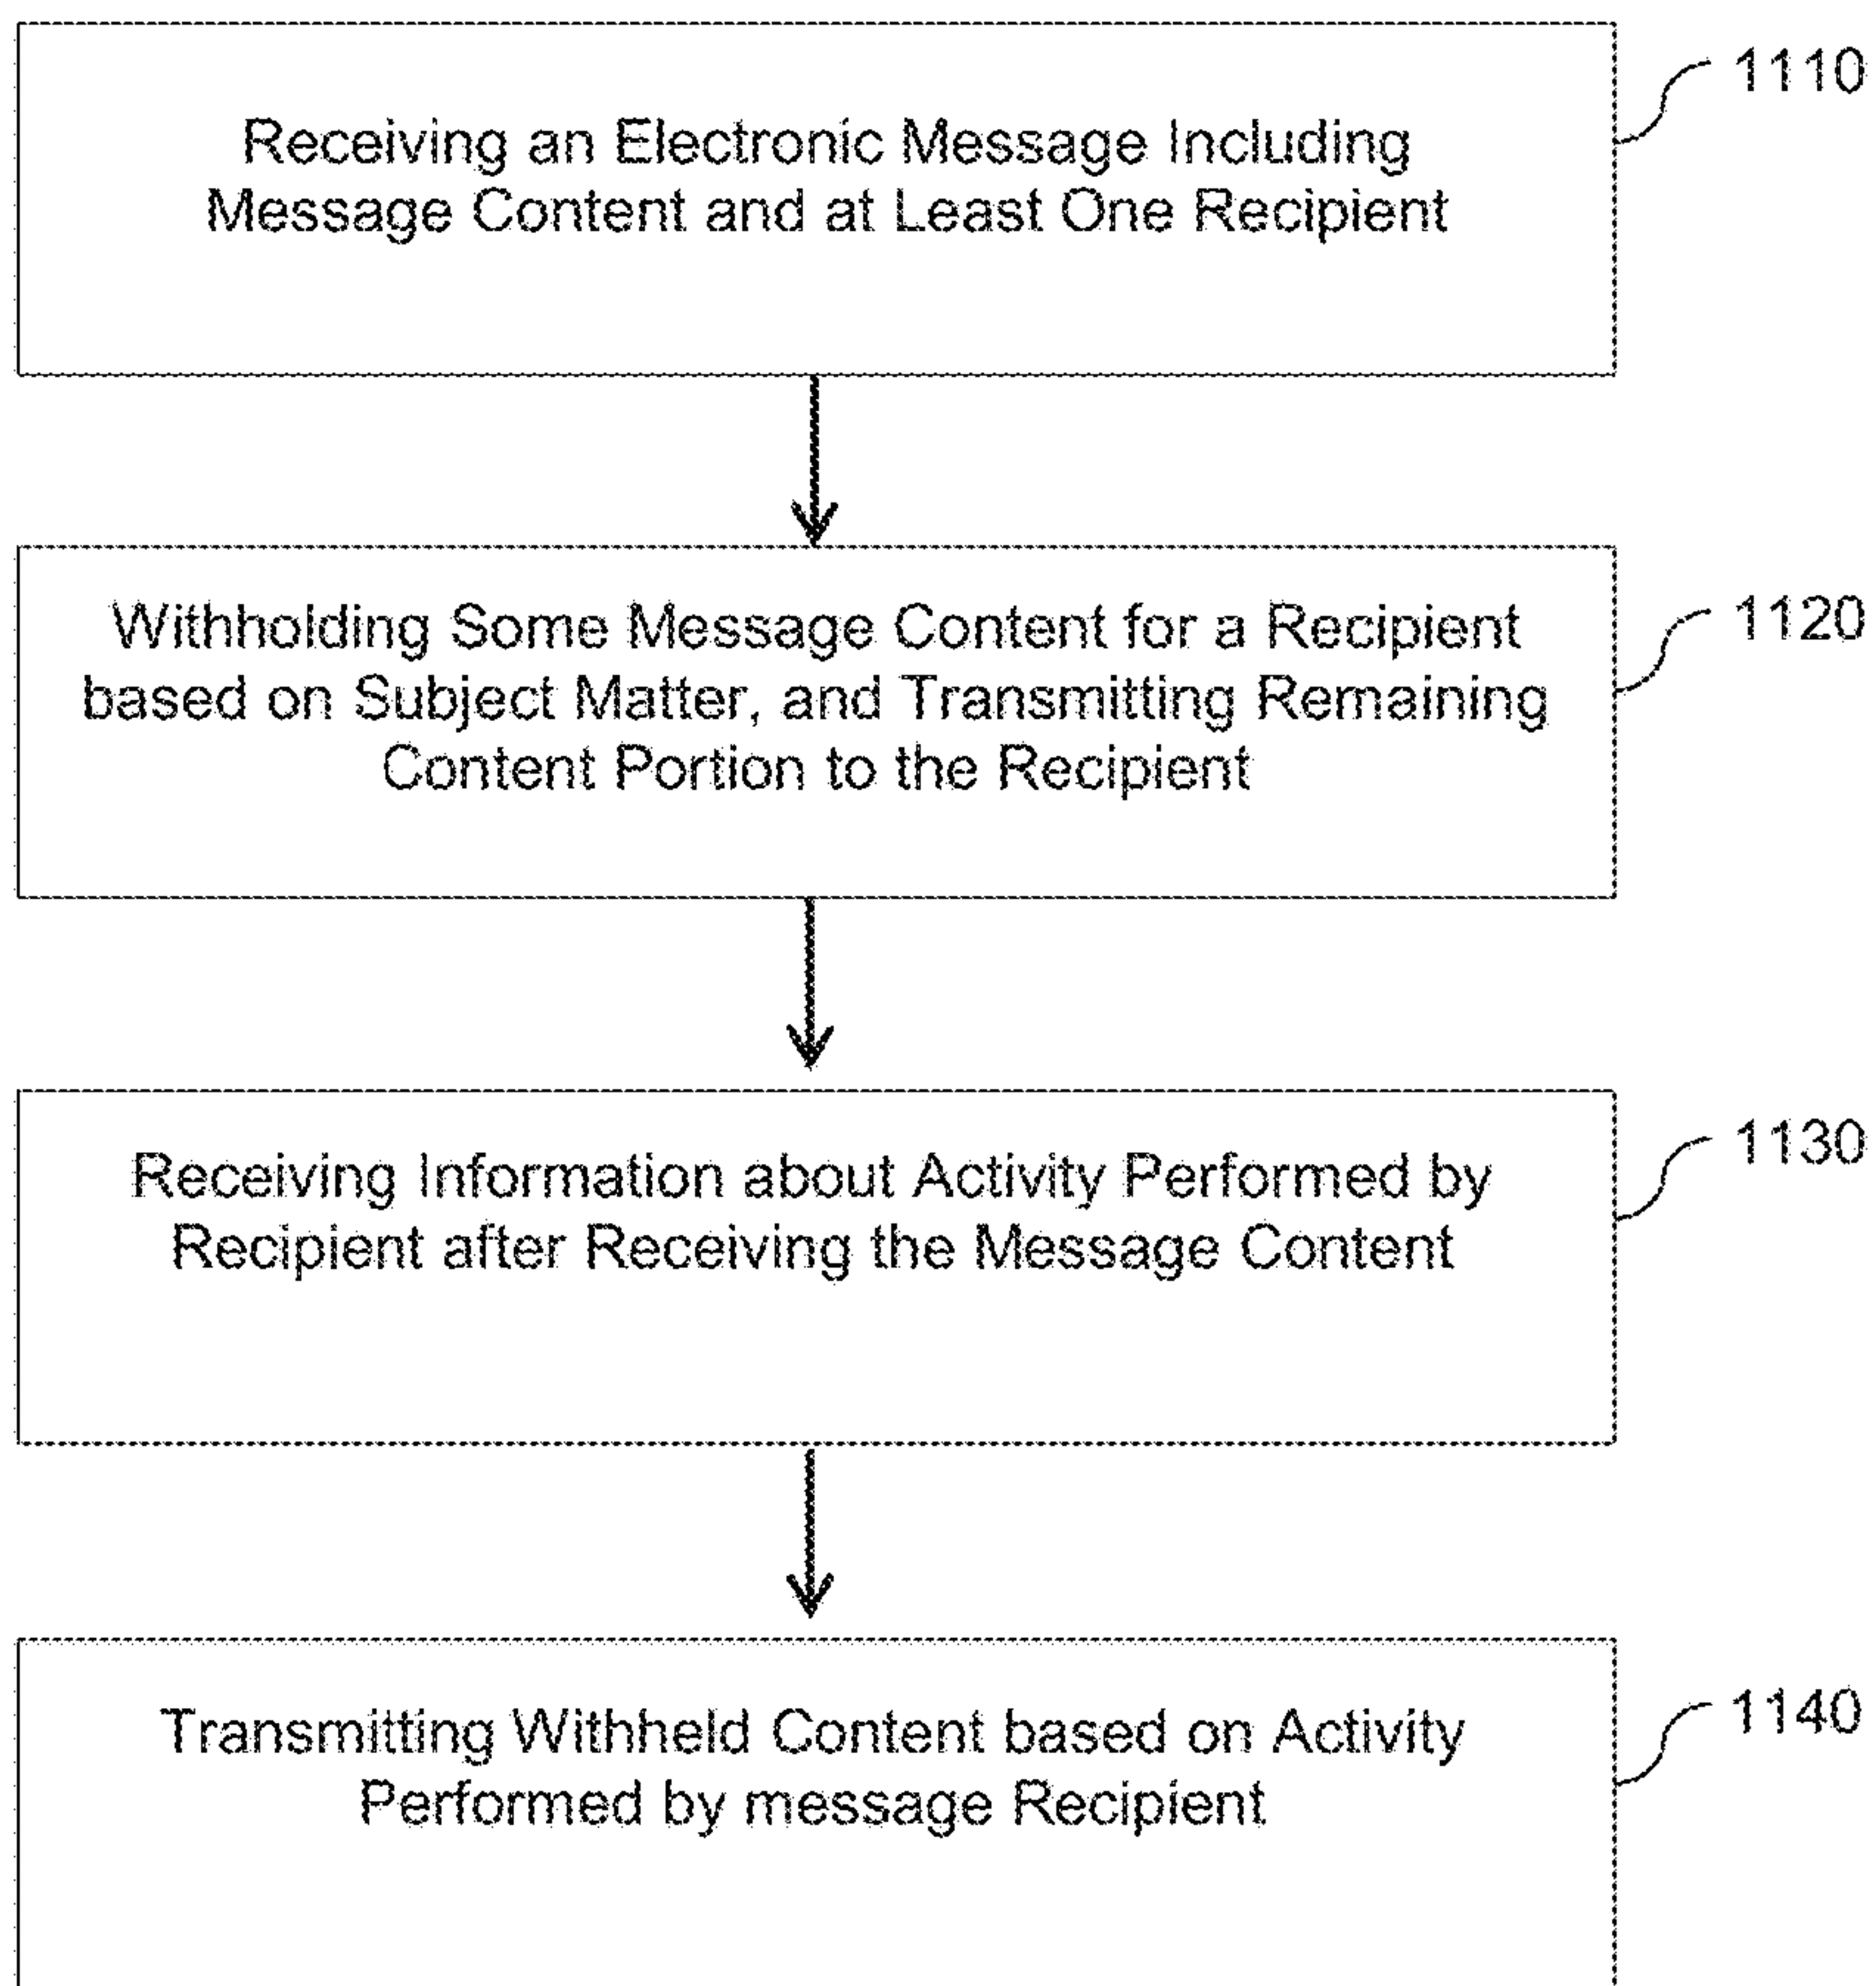 1110
Receiving an Electronic Message Including
Message Content and at Least One Recipient
1120
Withholding Some Message Content for a Recipient
based on Subject Matter, and Transmitting Remaining
Content Portion to the Recipient
1130
Receiving Information about Activity Performed by
Recipient after Receiving the Message Content
1140
Transmitting Withheld Content based on Activity
Performed by message Recipient